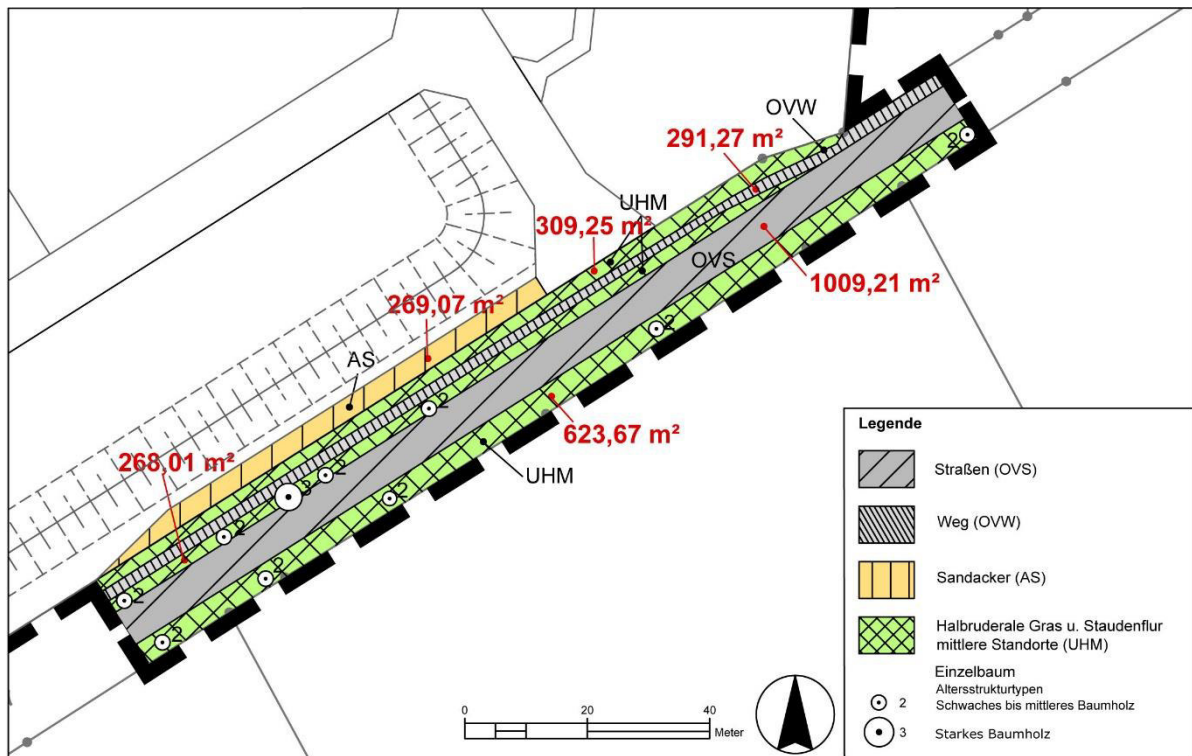 OVW
291,27 m²
2
UHM
309,25 m²
OVS
1009,21 m²
269,07 m²
2
AS
2
623,67 m²
268,01 m²
UHM
2
3
2
2
2
2
2
Legende
Straßen (OVS)
Weg (OVW)
Sandacker (AS)
Halbruderale Gras u. Staudenflur
mittlere Standorte (UHM)
Einzelbaum
Altersstrukturtypen
2 Schwaches bis mittleres Baumholz
3 Starkes Baumholz
0 20 40
Meter